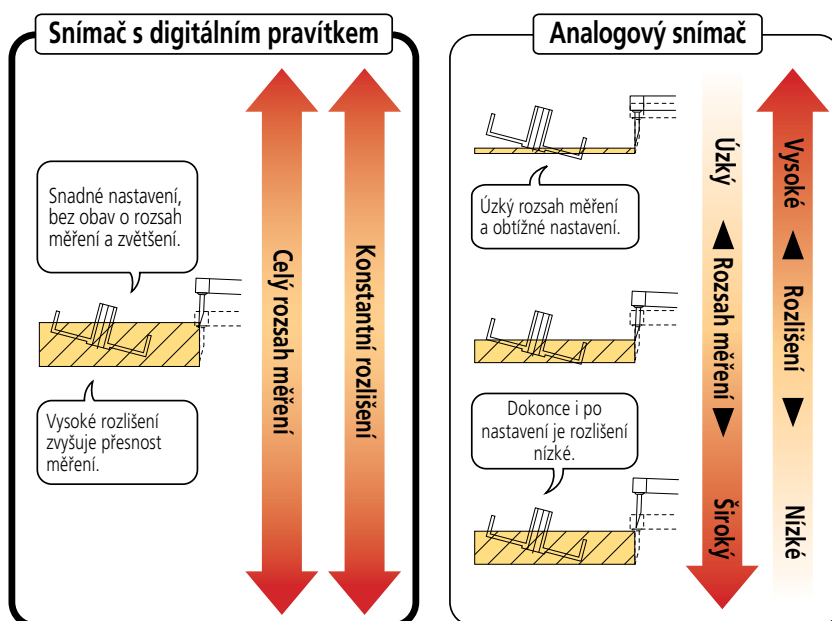 Snímač s digitálním pravítkem
Snadné nastavení,
bez obav o rozsah
měření a zvětšení.
Vysoké rozlišení
zvyšuje přesnost
měření.
Celý rozsah měření
Konstantní rozlišení
Analogový snímač
Úzký rozsah měření
a obtížné nastavení.
Dokonce i po
nastavení je rozlišení
nízké.
Úzký ◀ Rozsah měření ▶ Široký
Vysoké ◀ Rozlišení ▶ Nízké